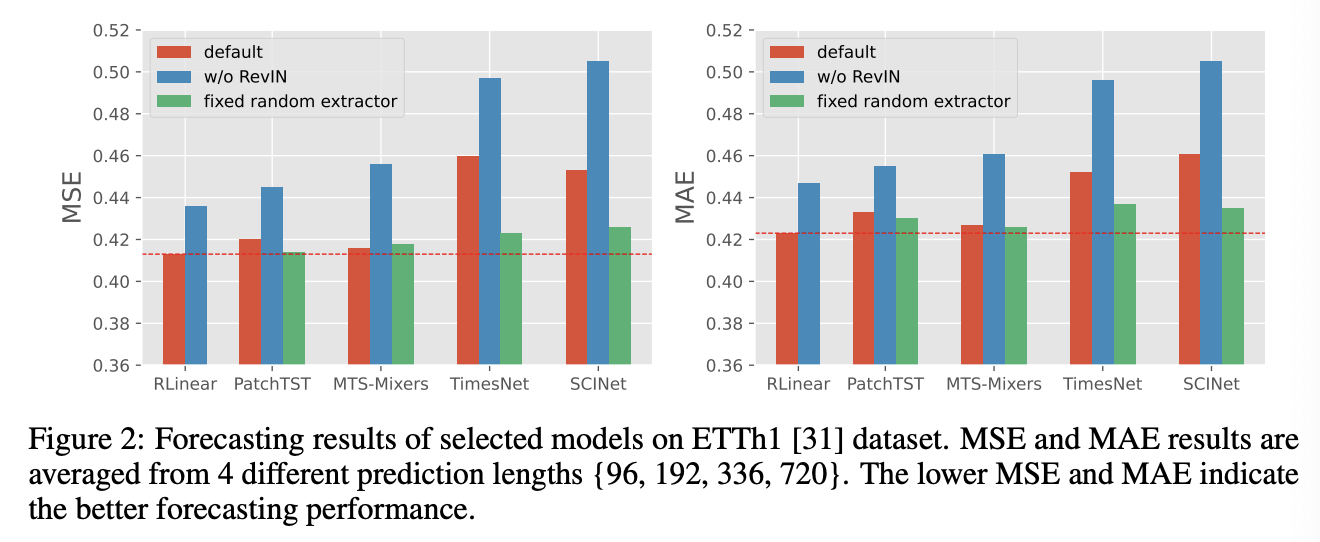 0.52
0.50
0.48
0.46
0.44
0.42
0.40
0.38
0.36
MSE
default
w/o RevIN
fixed random extractor
RLinear PatchTST MTS-Mixers TimesNet SCINet
0.52
0.50
0.48
0.46
0.44
0.42
0.40
0.38
0.36
MAE
default
w/o RevIN
fixed random extractor
RLinear PatchTST MTS-Mixers TimesNet SCINet
Figure 2: Forecasting results of selected models on ETTh1 [31] dataset. MSE and MAE results are
averaged from 4 different prediction lengths {96, 192, 336, 720}. The lower MSE and MAE indicate
the better forecasting performance.